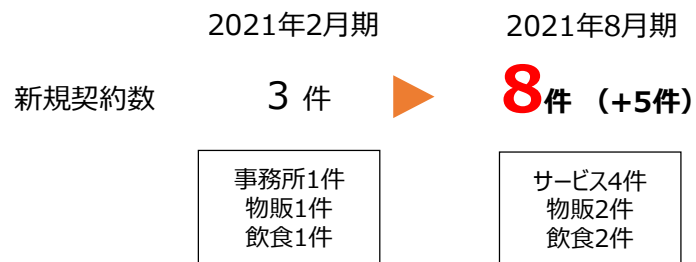 2021年2月期 2021年8月期
新規契約数 3 件 ▶ 8件 (+5件)
事務所1件 サービス4件
物販1件 物販2件
飲食1件 飲食2件